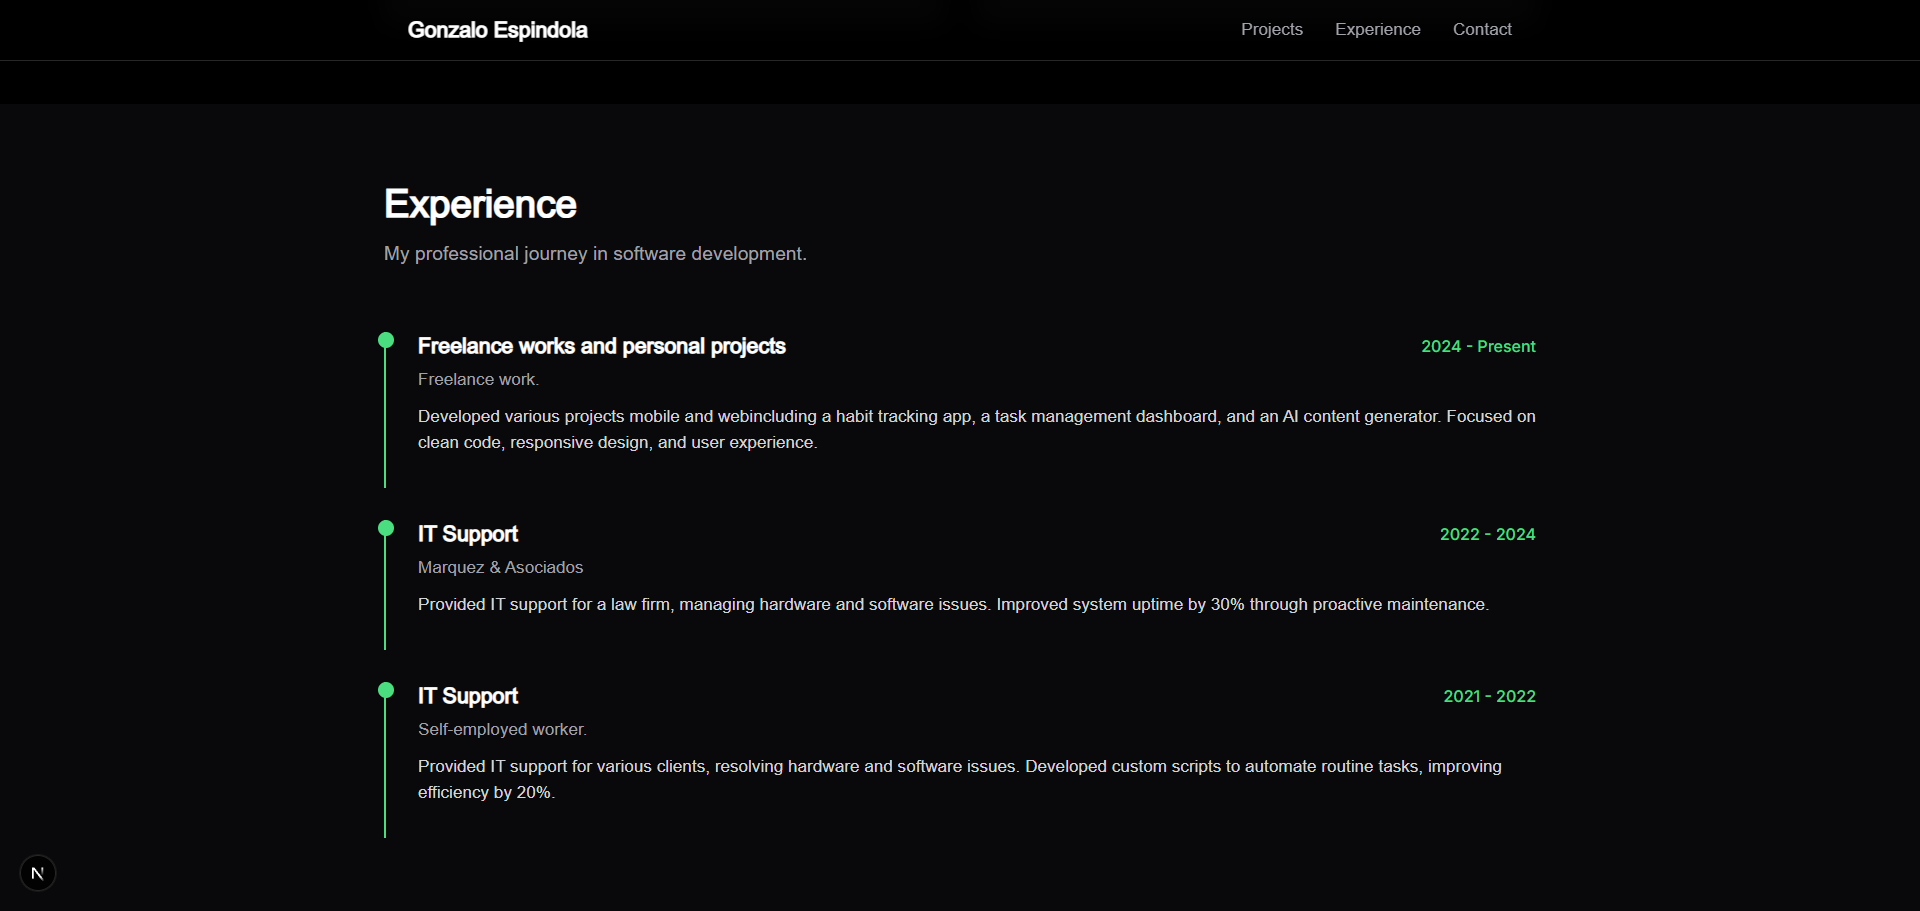 Gonzalo Espindola
Projects Experience Contact
Experience
My professional journey in software development.
Freelance works and personal projects
2024 - Present
Freelance work.
Developed various projects mobile and webincluding a habit tracking app, a task management dashboard, and an AI content generator. Focused on
clean code, responsive design, and user experience.
IT Support
2022 - 2024
Marquez & Asociados
Provided IT support for a law firm, managing hardware and software issues. Improved system uptime by 30% through proactive maintenance.
IT Support
2021 - 2022
Self-employed worker.
Provided IT support for various clients, resolving hardware and software issues. Developed custom scripts to automate routine tasks, improving
efficiency by 20%.
N